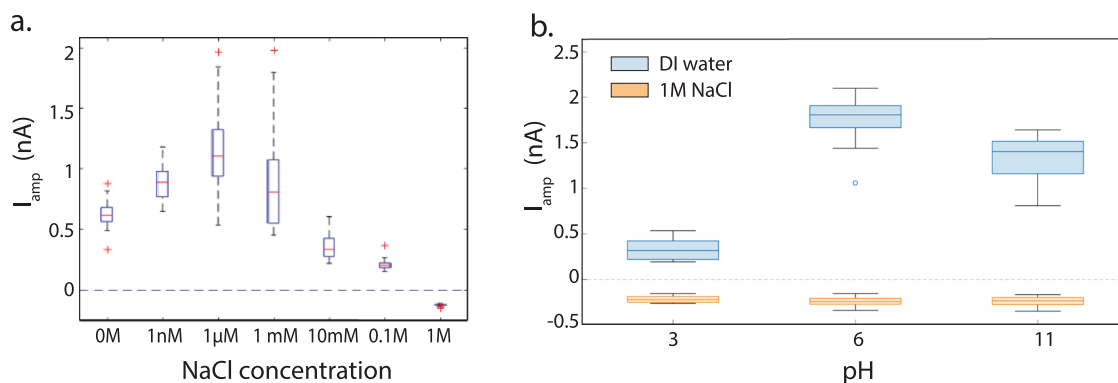 a.
I_amp (nA)
2
1.5
1
0.5
0
0M 1nM 1µM 1 mM 10mM 0.1M 1M
NaCl concentration
b.
I_amp (nA)
2.5
2
1.5
1
0.5
0
-0.5
DI water
1M NaCl
3 6 11
pH